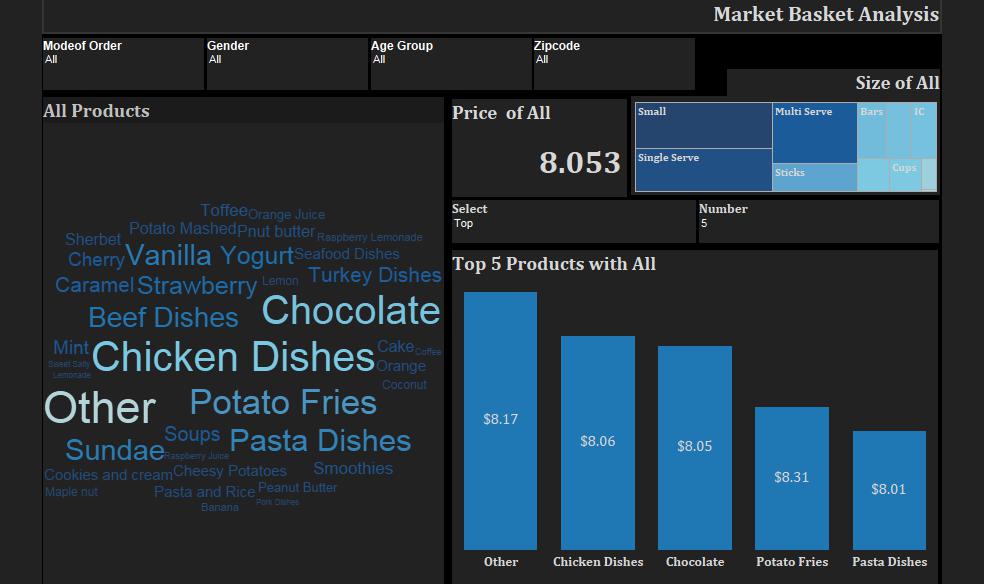 Market Basket Analysis
Modeof Order
All
Gender
All
Age Group
All
Zipcode
All
Size of All
All Products
Price of All
8.053
Small
Single Serve
Multi Serve
Sticks
Bars
IC
Cups
Select
Top
Number
5
Toffee Orange Juice
Potato Mashed Pnut butter Raspberry Lemonade
Sherbet
Cherry Vanilla Yogurt Seafood Dishes
Caramel Strawberry Lemon Turkey Dishes
Beef Dishes Chocolate
Mint Chicken Dishes Cake Coffee
Sweet Salty
Lemonade
Orange
Coconut
Other Potato Fries
Soups Pasta Dishes
Sundae Raspberry Juice
Cookies and cream Cheesy Potatoes Smoothies
Maple nut Pasta and Rice Peanut Butter
Pork Dishes
Banana
Top 5 Products with All
$8.17
$8.06
$8.05
$8.31
$8.01
Other Chicken Dishes Chocolate Potato Fries Pasta Dishes